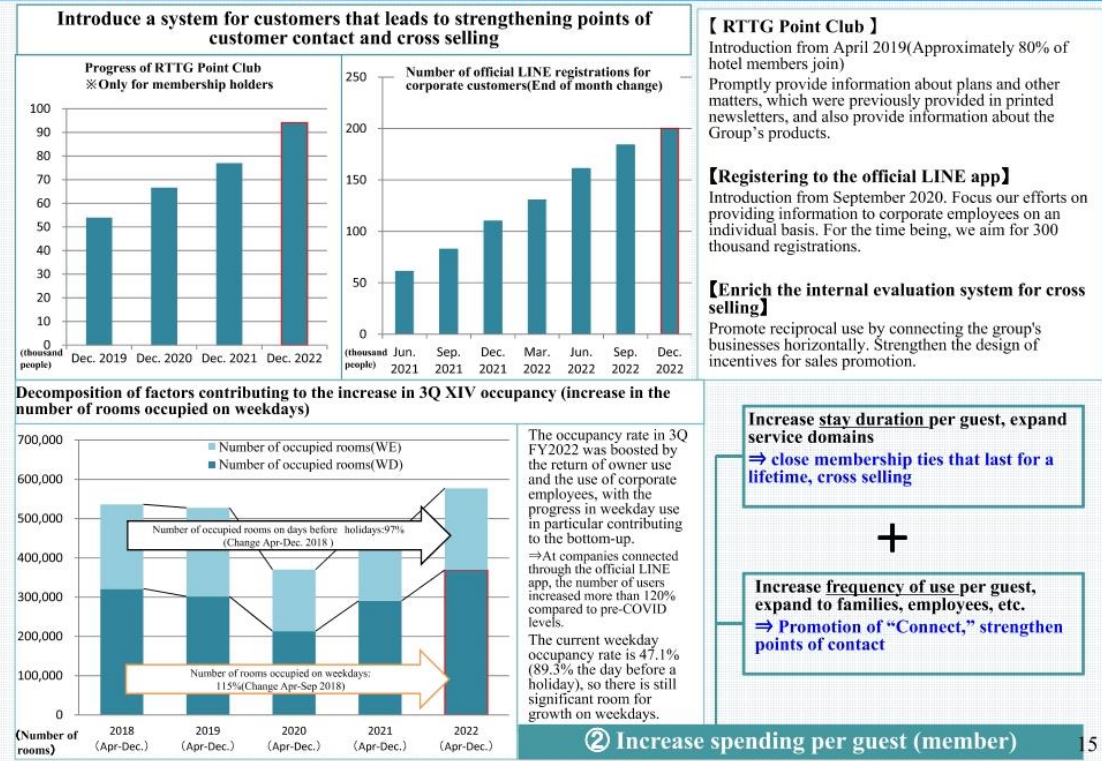 Introduce a system for customers that leads to strengthening points of
customer contact and cross selling
Progress of RTTG Point Club
※Only for membership holders
100
90
80
70
60
50
40
30
20
10
0
(thousand
people)
Dec. 2019 Dec. 2020 Dec. 2021 Dec. 2022
Number of official LINE registrations for
corporate customers(End of month change)
250
200
150
100
50
0
(thousand
people)
Jun. Sep. Dec. Mar. Jun. Sep. Dec.
2021 2021 2021 2022 2022 2022 2022
【 RTTG Point Club 】
Introduction from April 2019(Approximately 80% of
hotel members join)
Promptly provide information about plans and other
matters, which were previously provided in printed
newsletters, and also provide information about the
Group's products.
【Registering to the official LINE app】
Introduction from September 2020. Focus our efforts on
providing information to corporate employees on an
individual basis. For the time being, we aim for 300
thousand registrations.
【Enrich the internal evaluation system for cross
selling】
Promote reciprocal use by connecting the group's
businesses horizontally. Strengthen the design of
incentives for sales promotion.
Decomposition of factors contributing to the increase in 3Q XIV occupancy (increase in the
number of rooms occupied on weekdays)
700,000
600,000
500,000
400,000
300,000
200,000
100,000
0
(Number of
rooms)
Number of occupied rooms(WE)
Number of occupied rooms(WD)
Number of occupied rooms on days before holidays:97%
(Change Apr-Dec. 2018 )
Number of rooms occupied on weekdays:
115%(Change Apr-Sep 2018)
2018 2019 2020 2021 2022
(Apr-Dec.) (Apr-Dec.) (Apr-Dec.) (Apr-Dec.) (Apr-Dec.)
The occupancy rate in 3Q
FY2022 was boosted by
the return of owner use
and the use of corporate
employees, with the
progress in weekday use
in particular contributing
to the bottom-up.
⇒At companies connected
through the official LINE
app, the number of users
increased more than 120%
compared to pre-COVID
levels.
The current weekday
occupancy rate is 47.1%
(89.3% the day before a
holiday), so there is still
significant room for
growth on weekdays.
Increase stay duration per guest, expand
service domains
⇒ close membership ties that last for a
lifetime, cross selling
+
Increase frequency of use per guest,
expand to families, employees, etc.
⇒ Promotion of “Connect,” strengthen
points of contact
② Increase spending per guest (member)
15